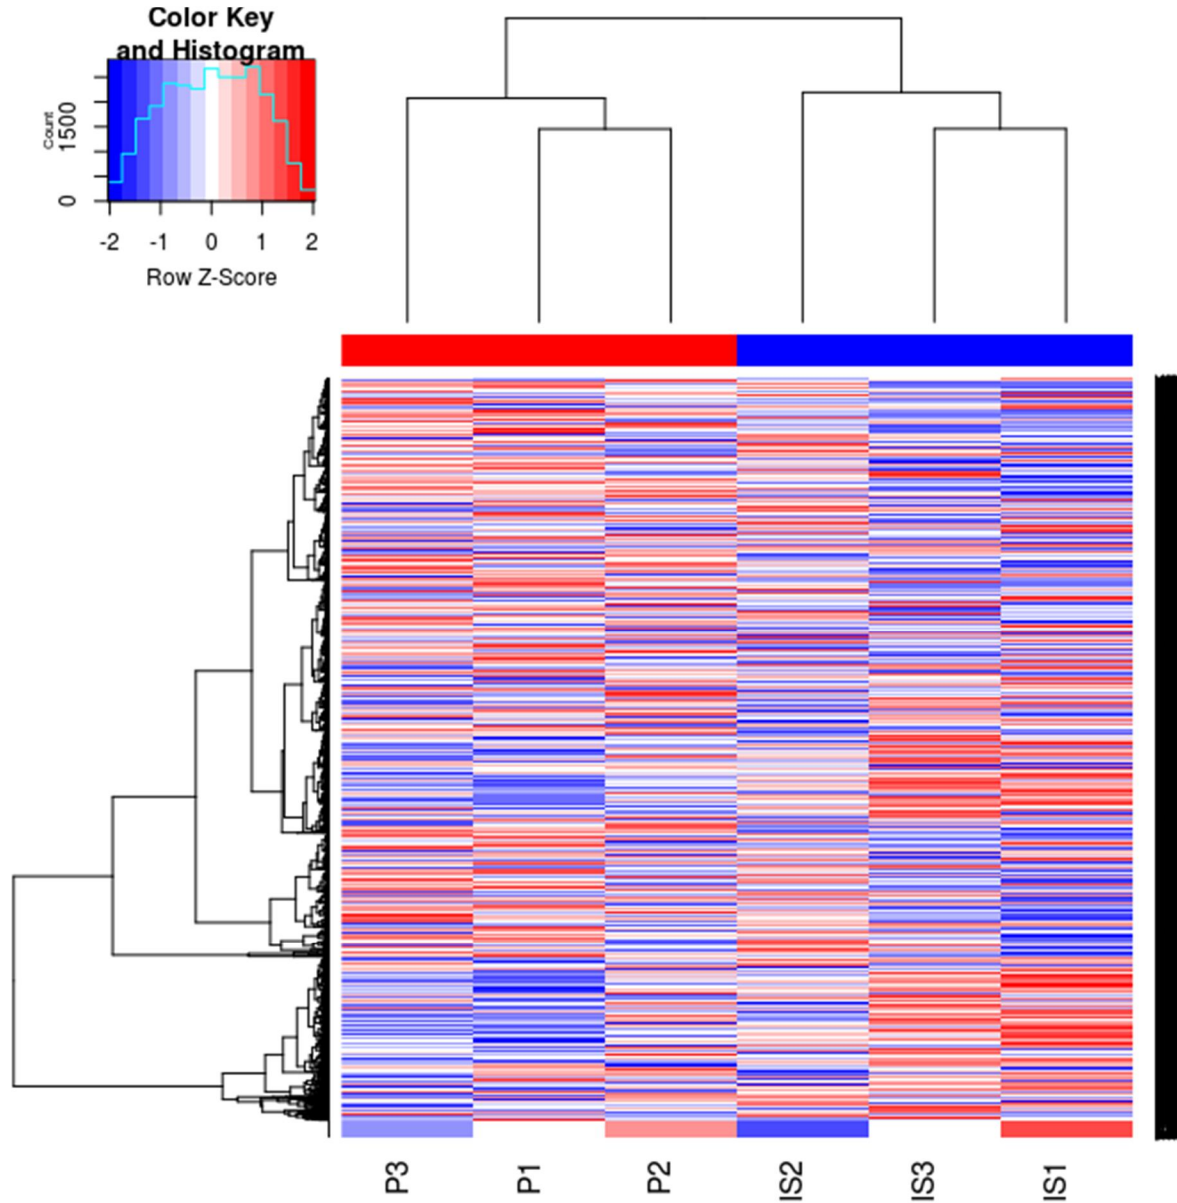 Color Key
and Histogram
Count
0
1500
-2 -1 0 1 2
Row Z-Score
P3 P1 P2 IS2 IS3 IS1